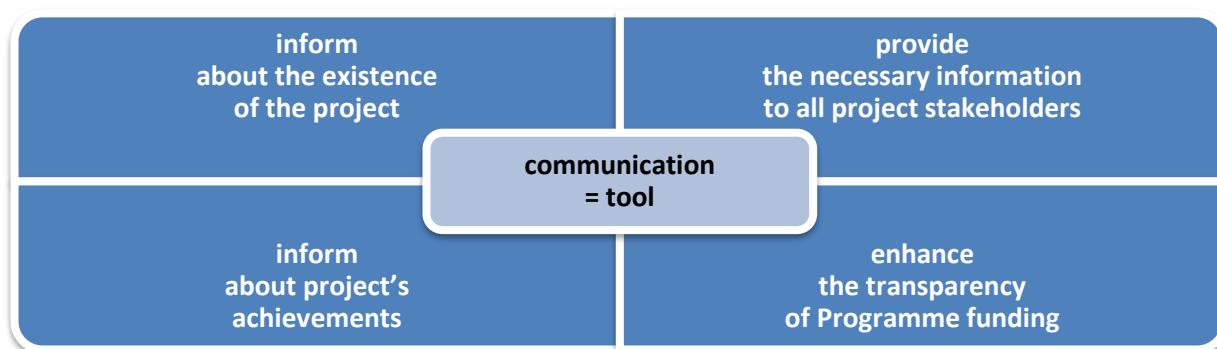 inform
about the existence
of the project
provide
the necessary information
to all project stakeholders
communication
= tool
inform
about project’s
achievements
enhance
the transparency
of Programme funding